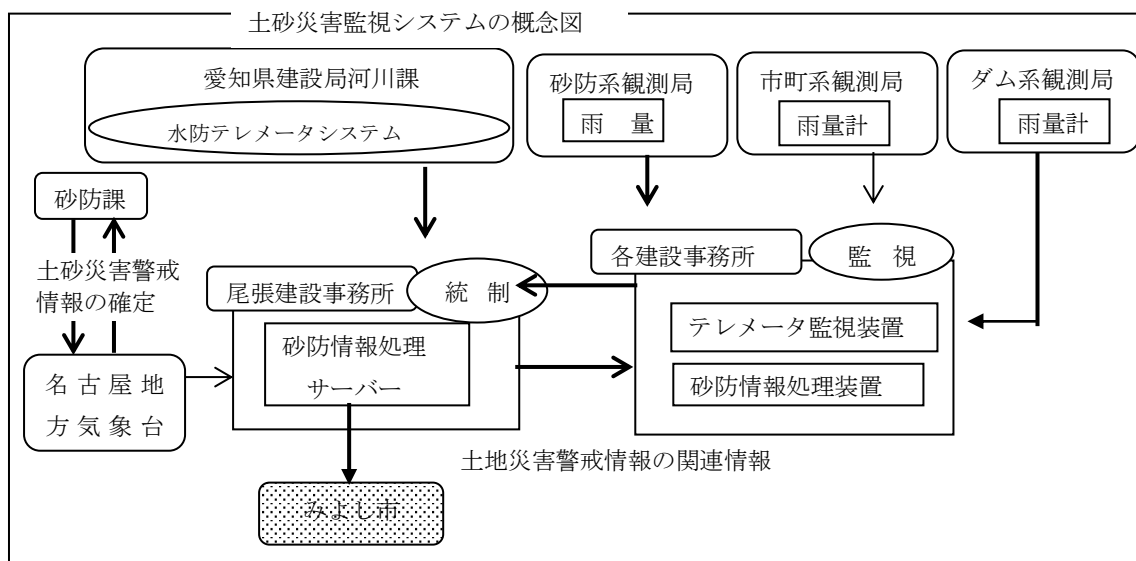 土砂災害監視システムの概念図
愛知県建設局河川課
水防テレメータシステム
砂防系観測局
雨　量
市町系観測局
雨量計
ダム系観測局
雨量計
砂防課
土砂災害警戒
情報の確定
名 古 屋 地
方 気 象 台
尾張建設事務所
統　制
砂防情報処理
サーバー
各建設事務所
監　視
テレメータ監視装置
砂防情報処理装置
土地災害警戒情報の関連情報
みよし市